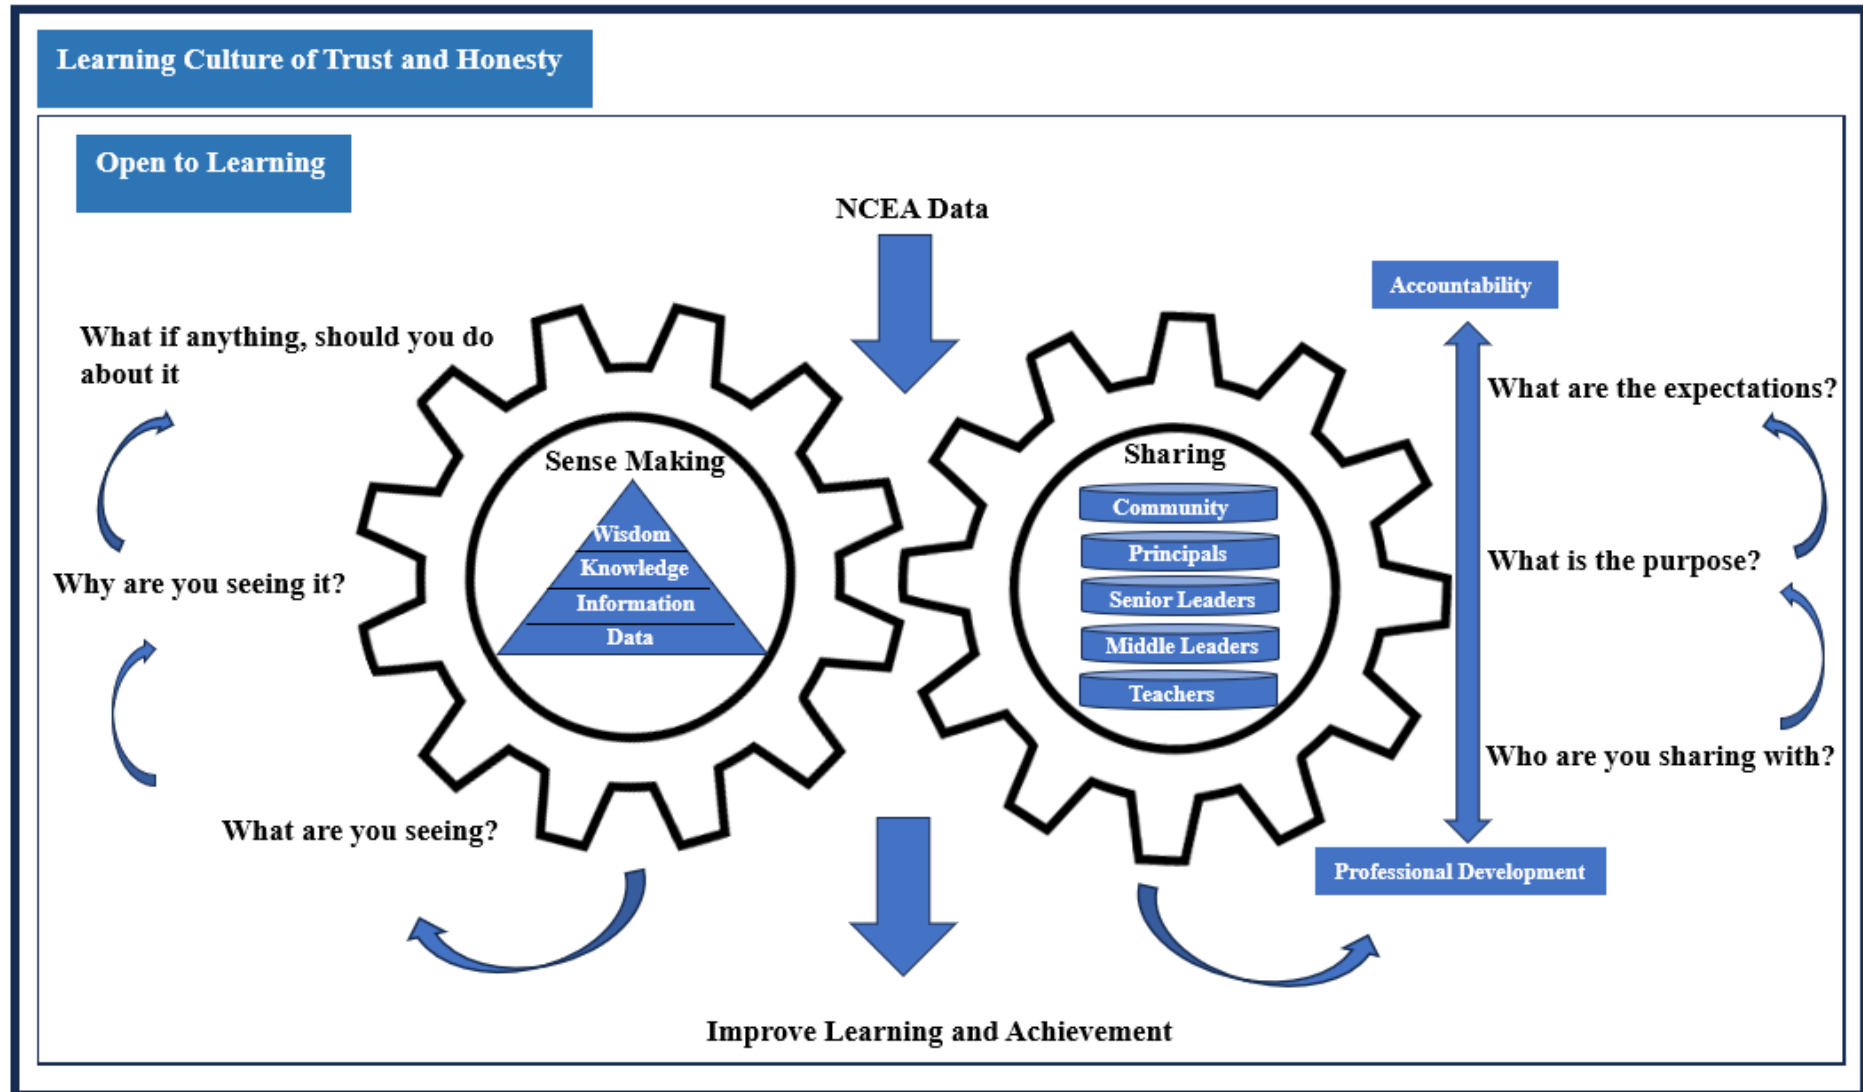 Learning Culture of Trust and Honesty
Open to Learning
NCEA Data
What if anything, should you do
about it
Why are you seeing it?
What are you seeing?
Sense Making
Wisdom
Knowledge
Information
Data
Sharing
Community
Principals
Senior Leaders
Middle Leaders
Teachers
Accountability
What are the expectations?
What is the purpose?
Who are you sharing with?
Professional Development
Improve Learning and Achievement